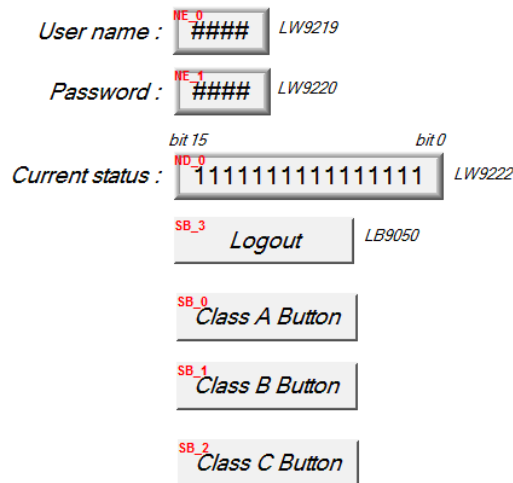 User name : NE_0 #### LW9219
Password : NE_1 #### LW9220
bit 15 bit 0
Current status : ND_0 1111111111111111 LW9222
SB_3 Logout LB9050
SB_0
Class A Button
SB_1
Class B Button
SB_2
Class C Button